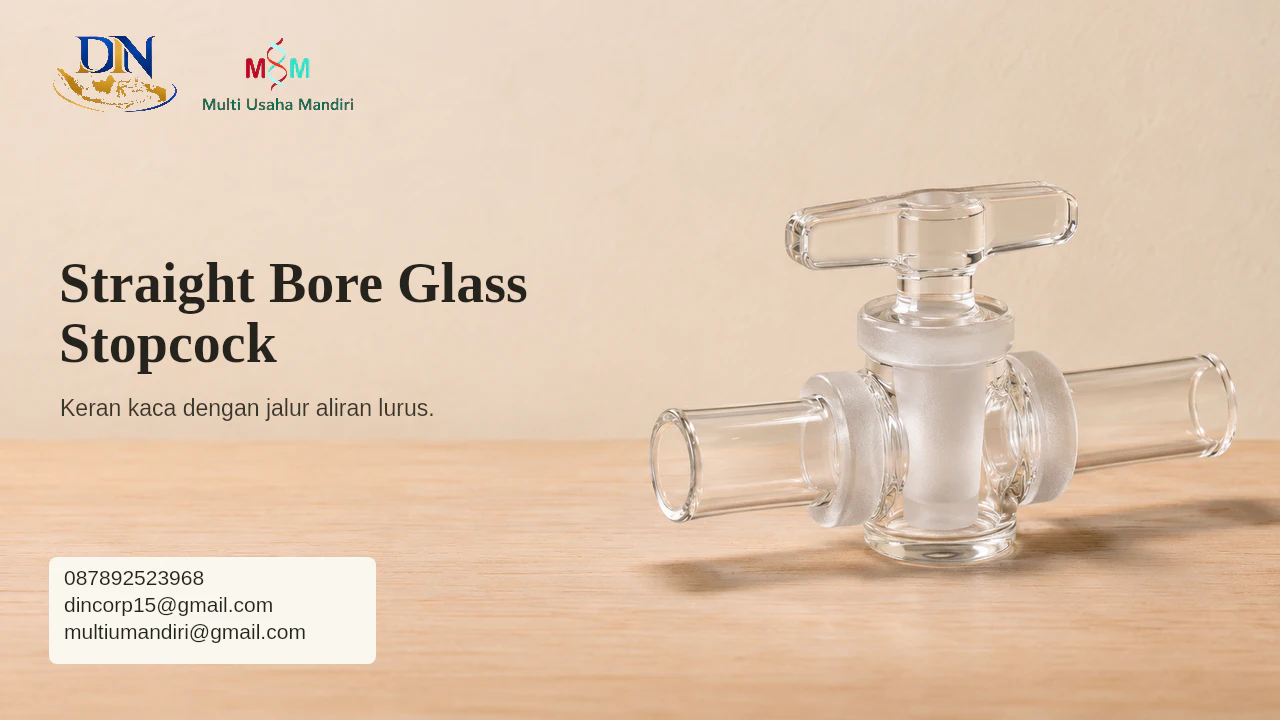 DN
MSM
Multi Usaha Mandiri
Straight Bore Glass
Stopcock
Keran kaca dengan jalur aliran lurus.
087892523968
dincorp15@gmail.com
multiumandiri@gmail.com